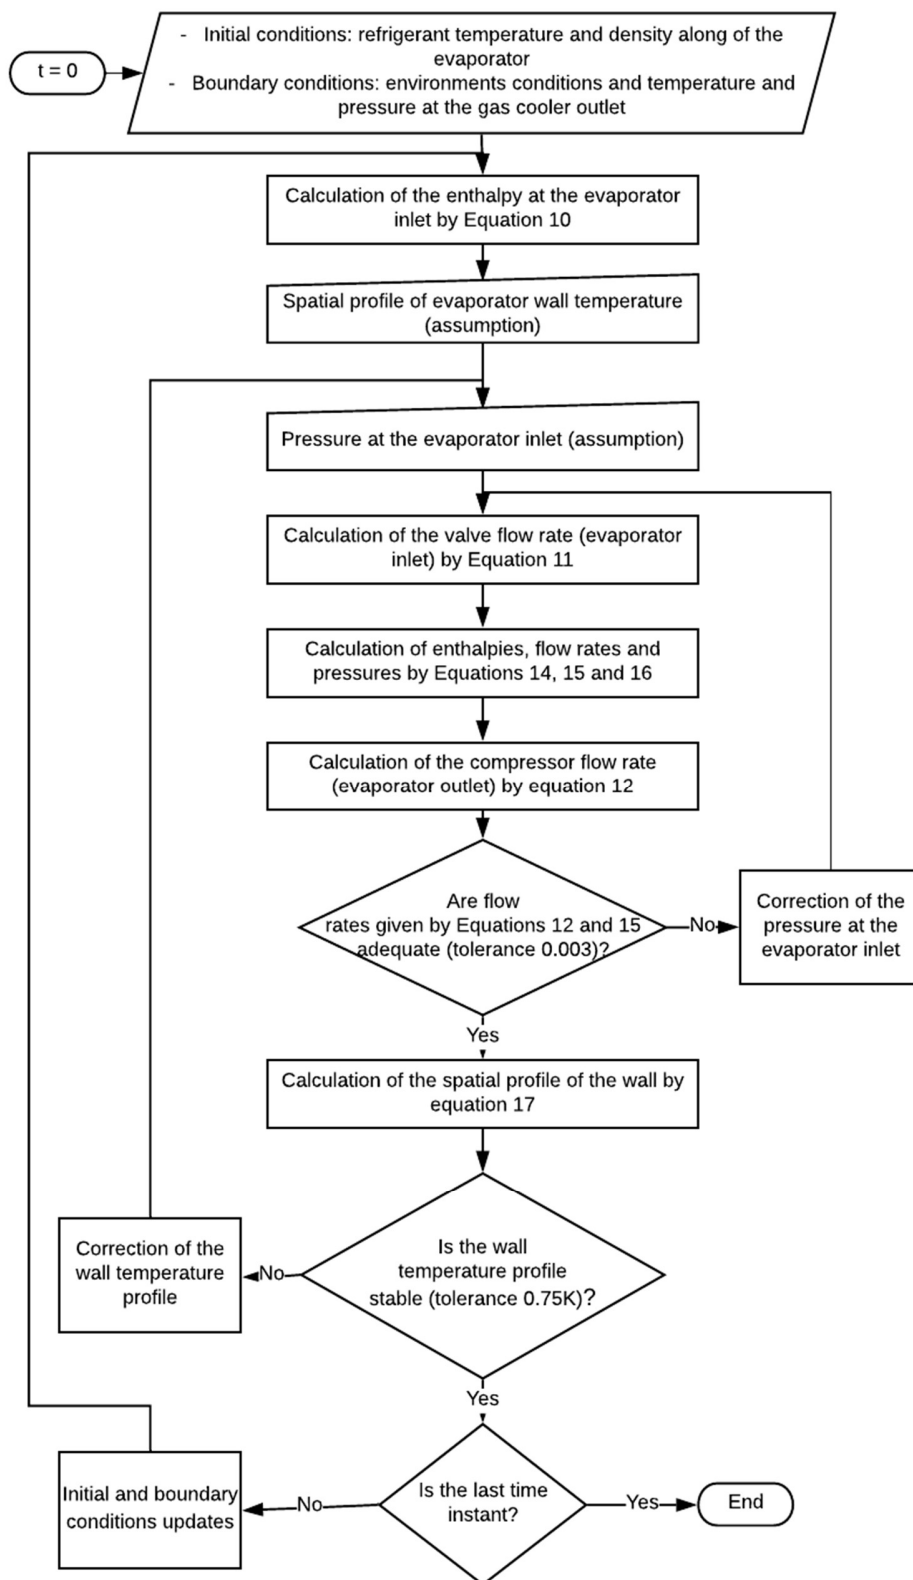 t = 0
- Initial conditions: refrigerant temperature and density along of the
evaporator
- Boundary conditions: environments conditions and temperature and
pressure at the gas cooler outlet
Calculation of the enthalpy at the evaporator
inlet by Equation 10
Spatial profile of evaporator wall temperature
(assumption)
Pressure at the evaporator inlet (assumption)
Calculation of the valve flow rate (evaporator
inlet) by Equation 11
Calculation of enthalpies, flow rates and
pressures by Equations 14, 15 and 16
Calculation of the compressor flow rate
(evaporator outlet) by equation 12
Are flow
rates given by Equations 12 and 15
adequate (tolerance 0.003)?
No
Correction of the
pressure at the
evaporator inlet
Yes
Calculation of the spatial profile of the wall by
equation 17
Is the wall
temperature profile
stable (tolerance 0.75K)?
No
Correction of the
wall temperature
profile
Yes
Is the last time
instant?
No
Initial and boundary
conditions updates
Yes
End